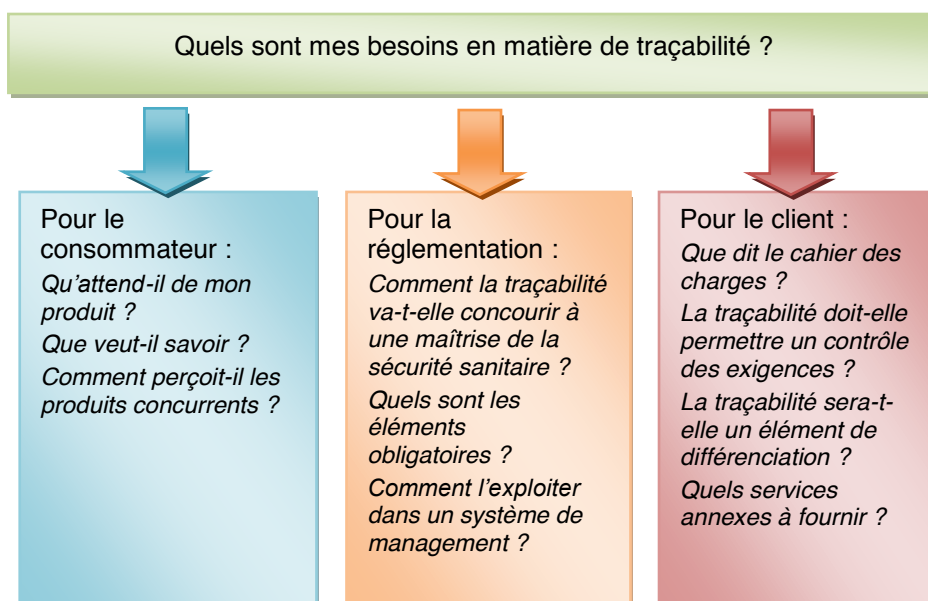 Quels sont mes besoins en matière de traçabilité ?
Pour le
consommateur :
Qu’attend-il de mon
produit ?
Que veut-il savoir ?
Comment perçoit-il les
produits concurrents ?
Pour la
réglementation :
Comment la traçabilité
va-t-elle concourir à
une maîtrise de la
sécurité sanitaire ?
Quels sont les
éléments
obligatoires ?
Comment l’exploiter
dans un système de
management ?
Pour le client :
Que dit le cahier des
charges ?
La traçabilité doit-elle
permettre un contrôle
des exigences ?
La traçabilité sera-t-
elle un élément de
différenciation ?
Quels services
annexes à fournir ?